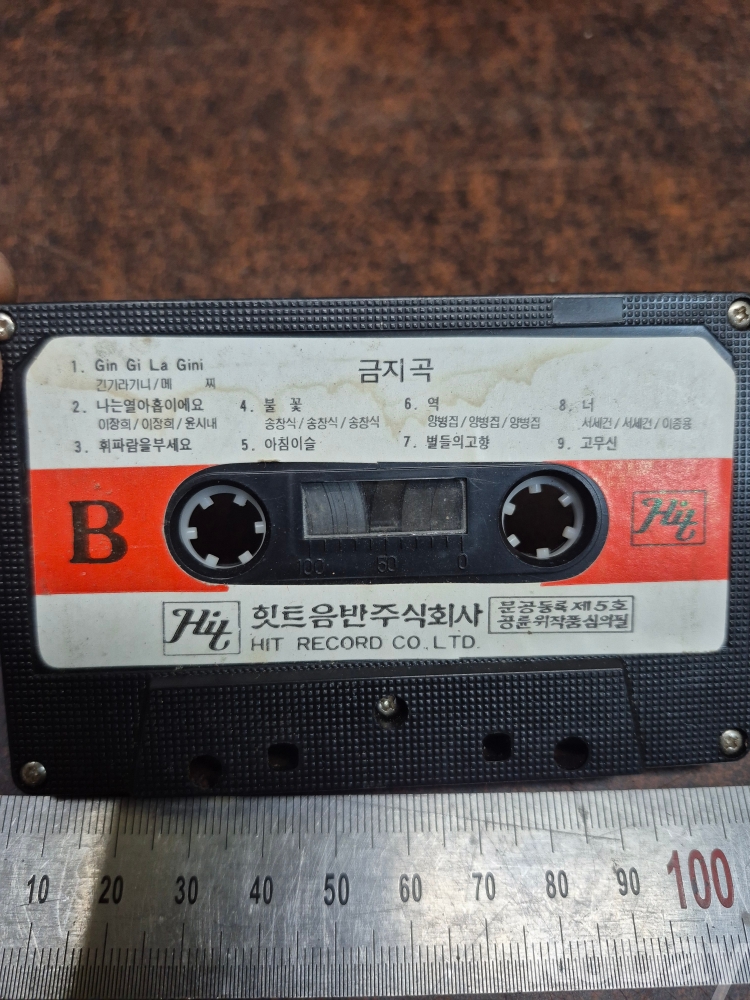 금지곡
1. Gin Gi La Gini
긴기라기니/메 찌
2. 나는열아홉이에요
이장희/이장희/윤시내
3. 휘파람을부세요
4. 불 꽃
송창식/송창식/송창식
5. 아침이슬
6. 역
양병집/양병집/양병집
7. 별들의고향
8. 너
서세건/서세건/이종용
9. 고무신
B
Hit
100 50 0
Hit
힛트음반주식회사
HIT RECORD CO.,LTD.
문공등록제5호
공륜위작품심의필
10 20 30 40 50 60 70 80 90 100